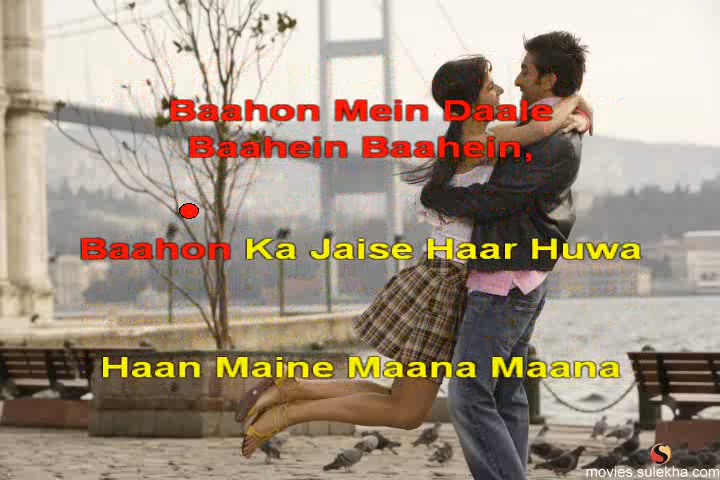 Baahon Mein Daale
Baahein Baahein,
Baahon Ka Jaise Haar Huwa
Haan Maine Maana Maana
movies.sulekha.com